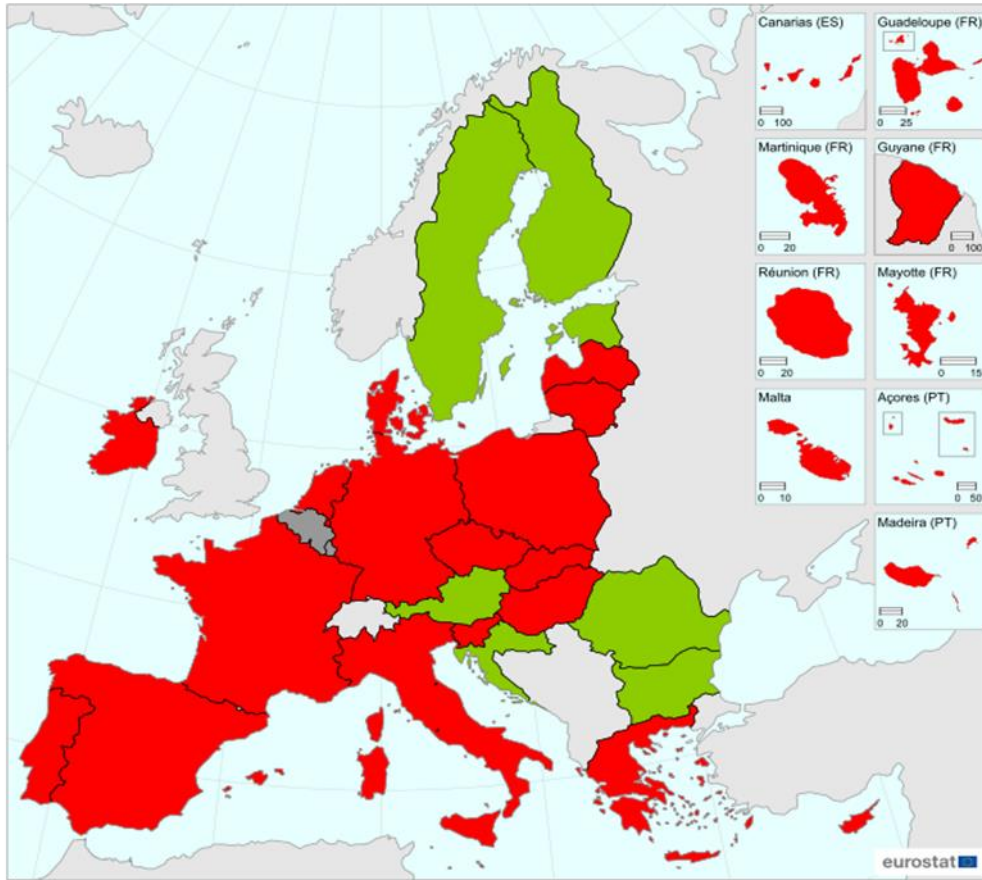 Canarias (ES)
0 100
Guadeloupe (FR)
0 25
Martinique (FR)
0 20
Guyane (FR)
0 100
Réunion (FR)
0 20
Mayotte (FR)
0 15
Malta
0 10
Açores (PT)
0 50
Madeira (PT)
0 20
eurostat